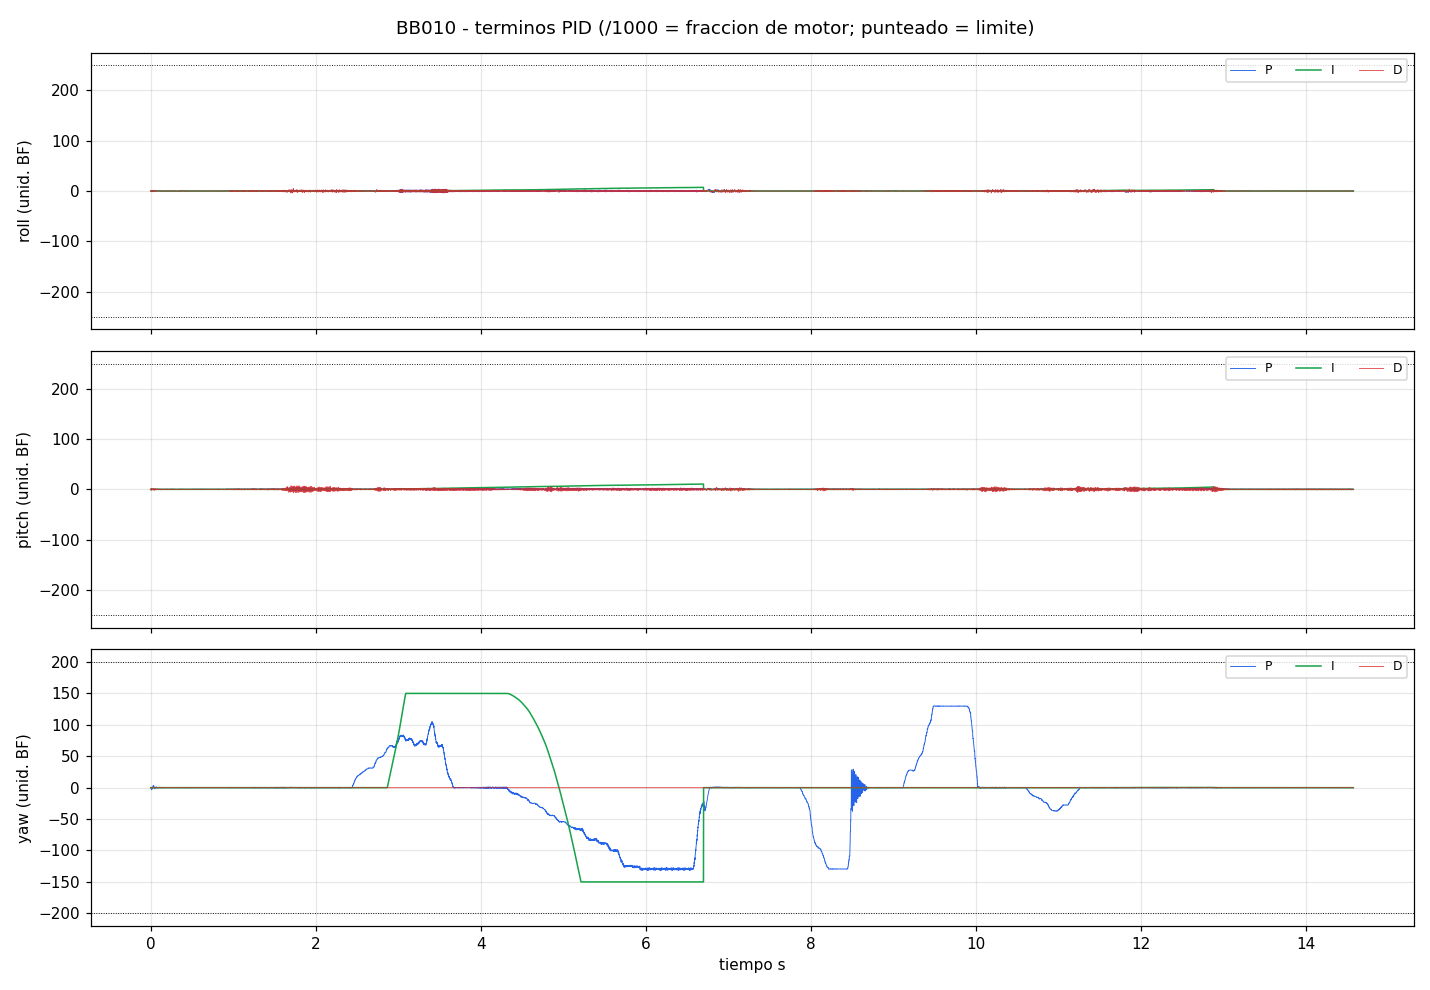 BB010 - terminos PID (/1000 = fraccion de motor; punteado = limite)
P I D
roll (unid. BF)
200
100
0
−100
−200
P I D
pitch (unid. BF)
200
100
0
−100
−200
P I D
yaw (unid. BF)
200
150
100
50
0
−50
−100
−150
−200
0 2 4 6 8 10 12 14
tiempo s